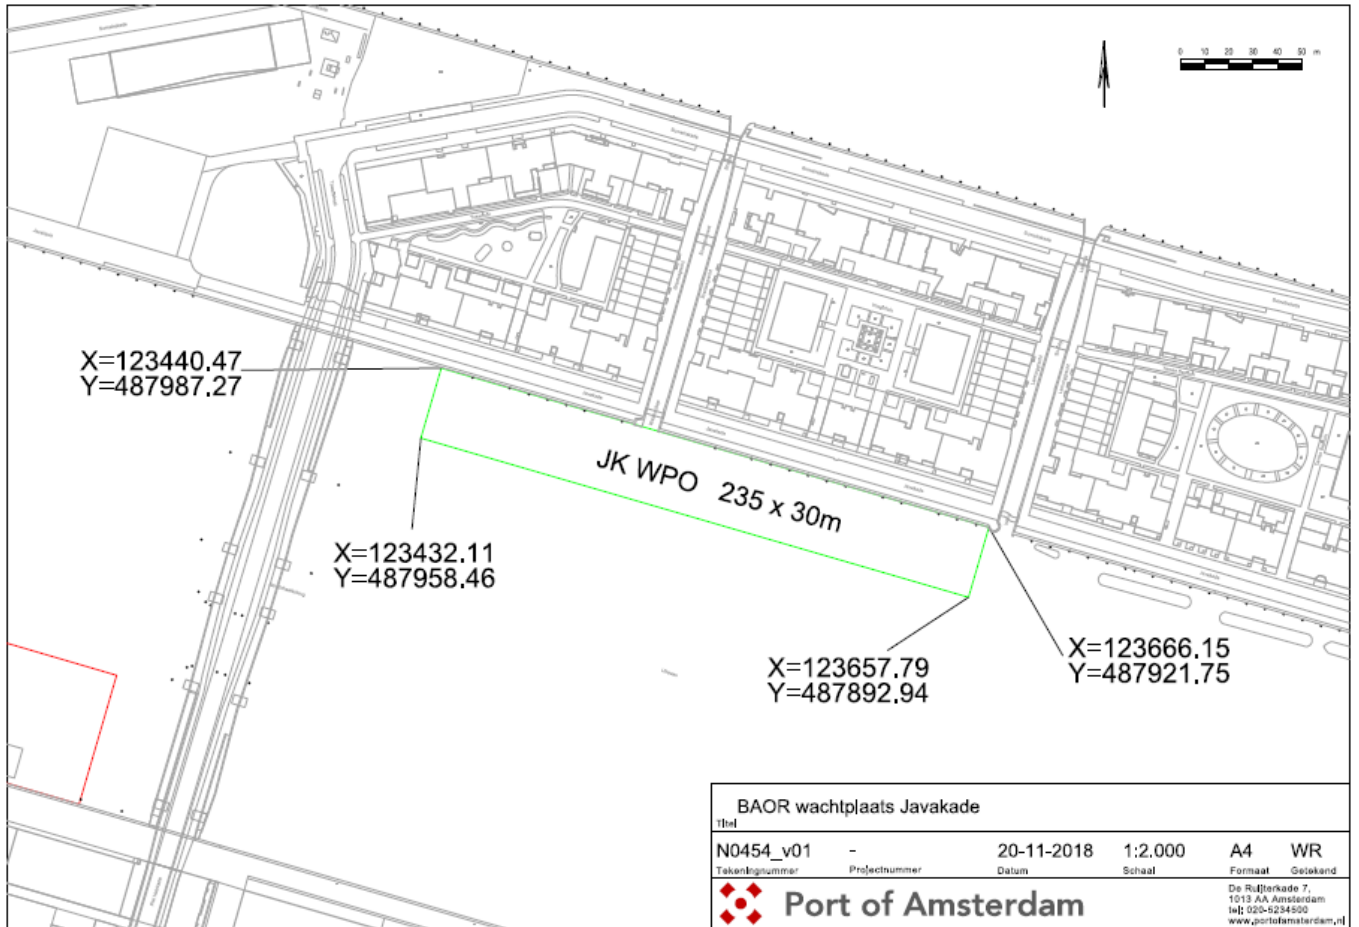 0 10 20 30 40 50 m
X=123440.47
Y=487987.27
JK WPO 235 x 30m
X=123432.11
Y=487958.46
X=123657.79
Y=487892.94
X=123666.15
Y=487921.75
BAOR wachtplaats Javakade
Titel
N0454_v01 - 20-11-2018 1:2.000 A4 WR
Tekeningnummer Projectnummer Datum Schaal Formaat Getekend
Port of Amsterdam
De Ruijterkade 7,
1013 AA Amsterdam
tel: 020-5234500
www.portofamsterdam.nl